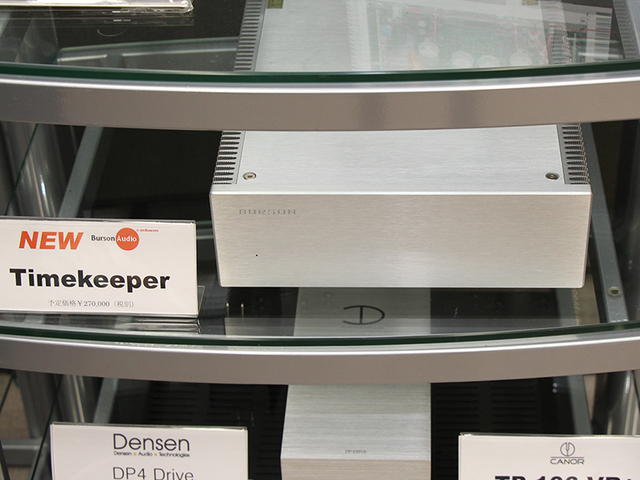 BURSON
NEW Burson Audio
Timekeeper
予定価格￥270,000（税別）
Densen
Densen Audio Technologies
DP4 Drive
CANOR